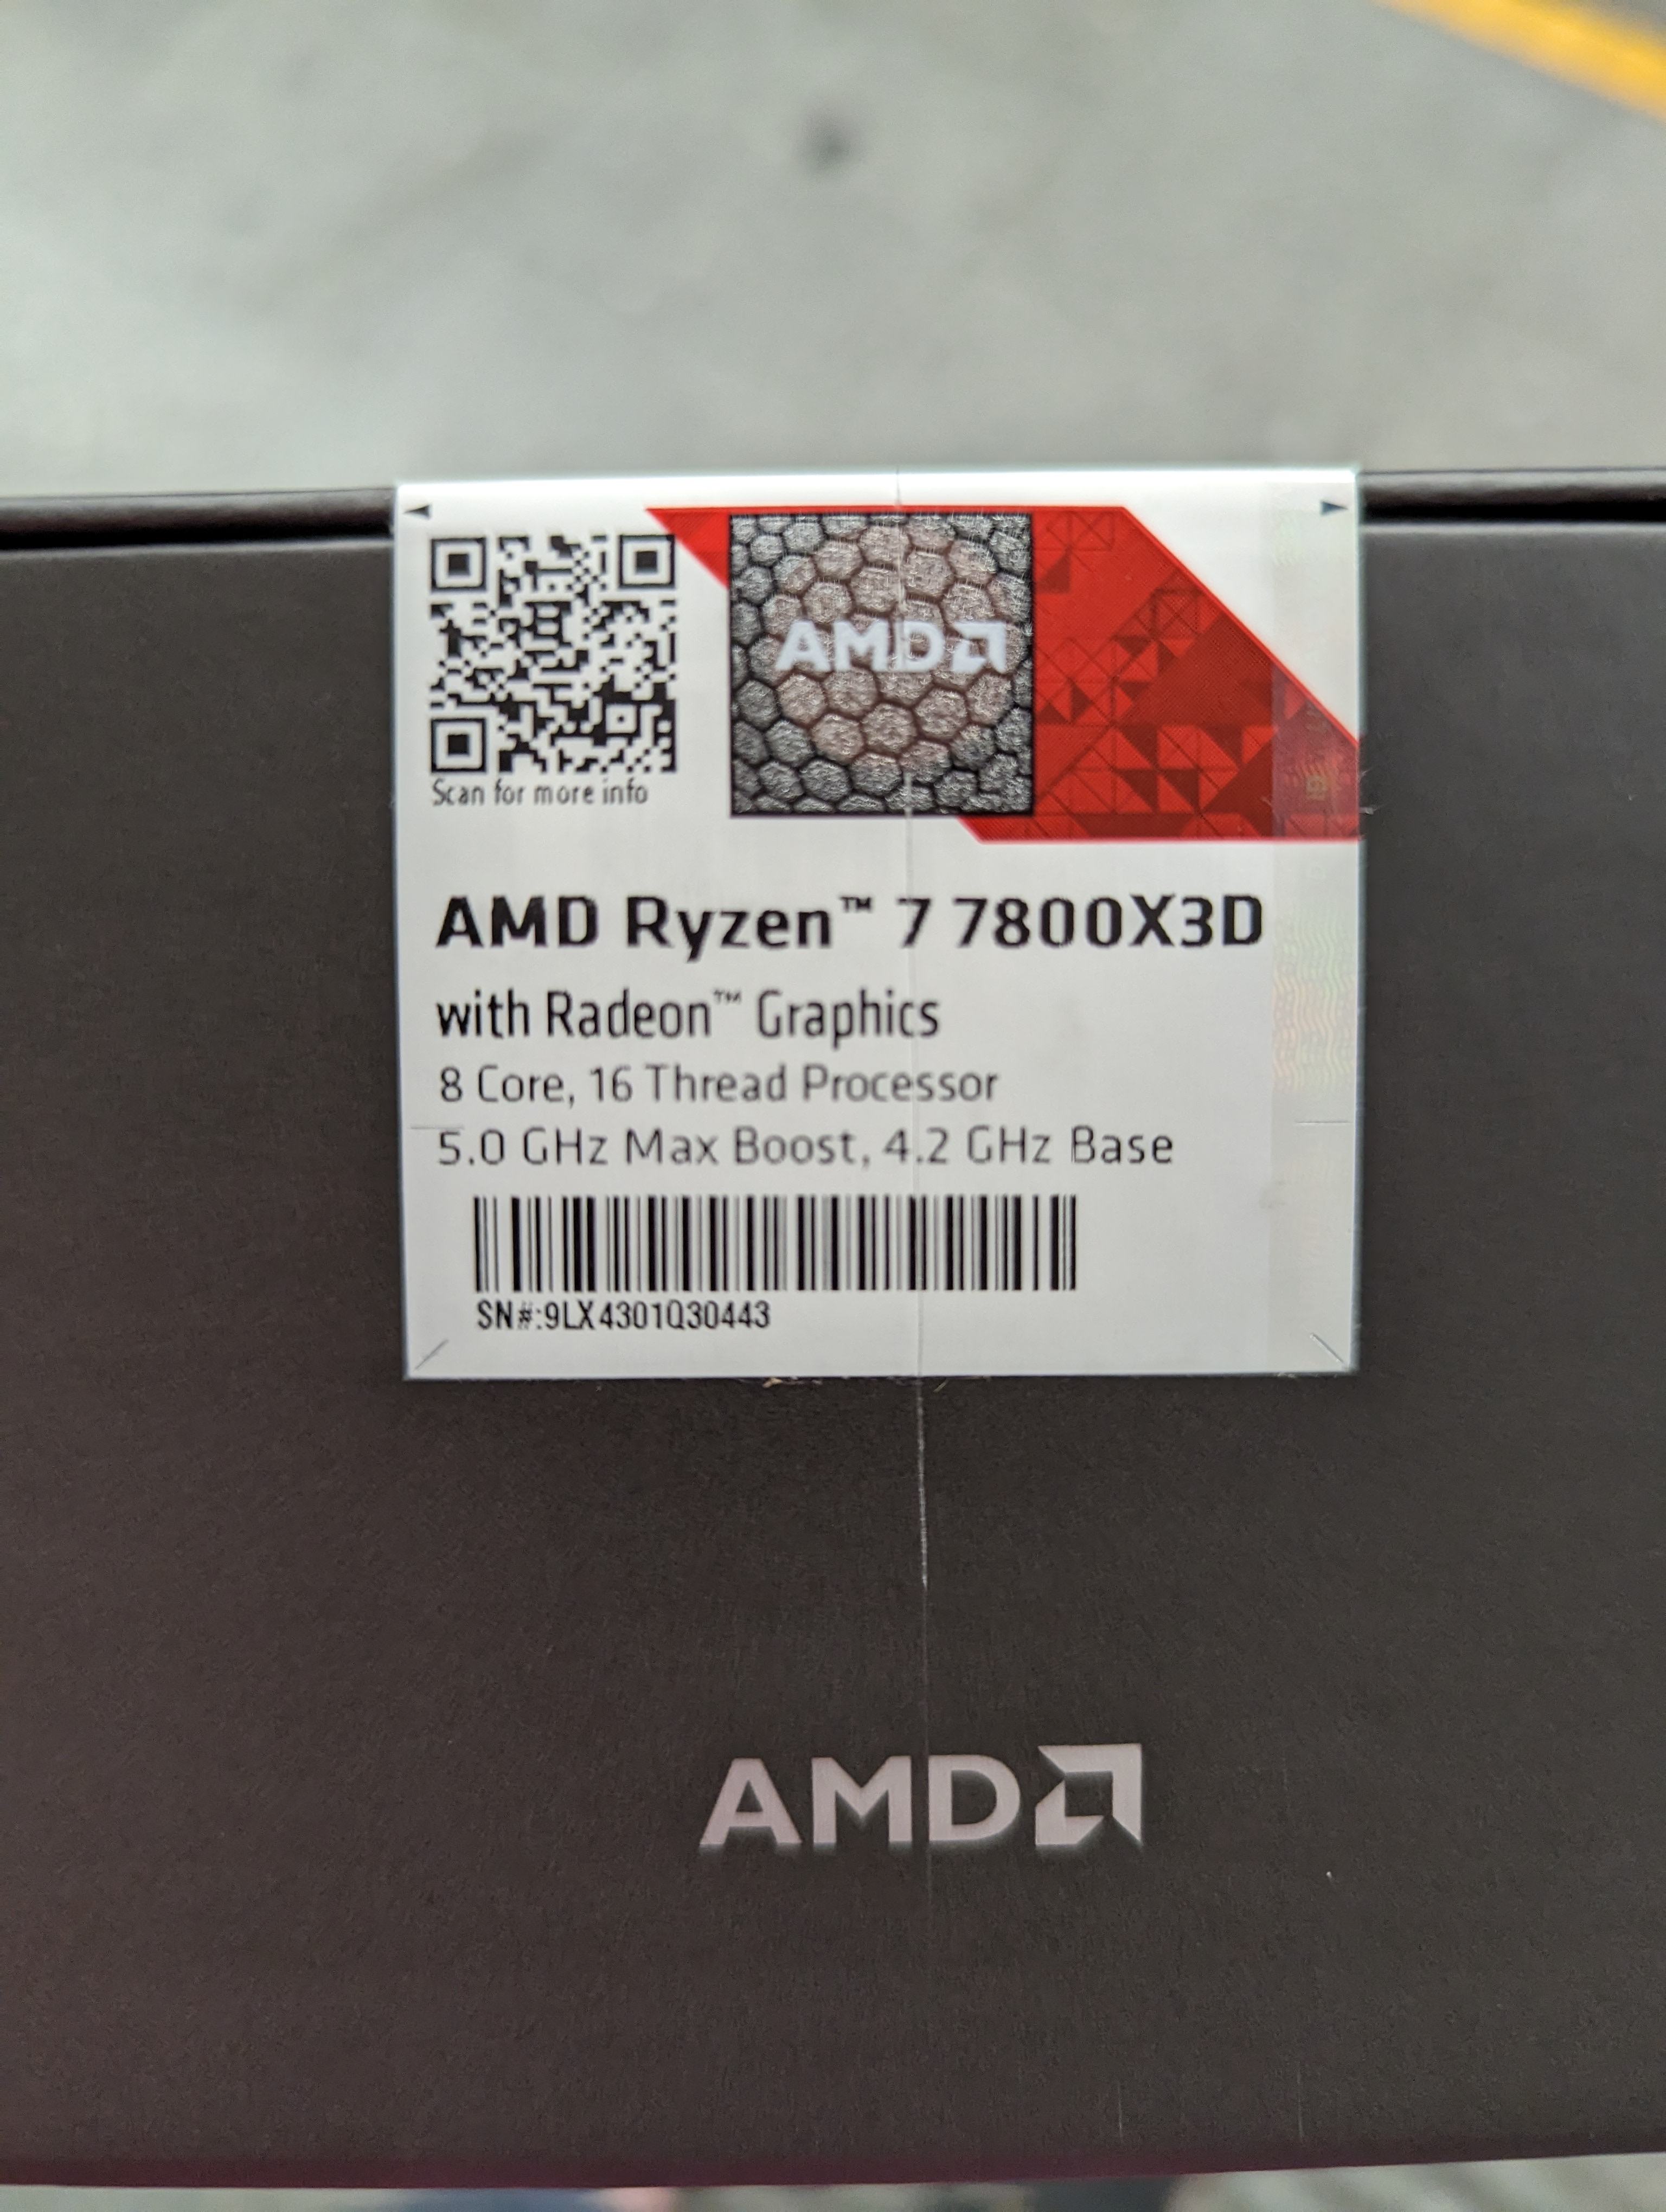 Scan for more info
AMD
AMD Ryzen™ 7 7800X3D
with Radeon™ Graphics
8 Core, 16 Thread Processor
5.0 GHz Max Boost, 4.2 GHz Base
SN#:9LX4301Q30443
AMD